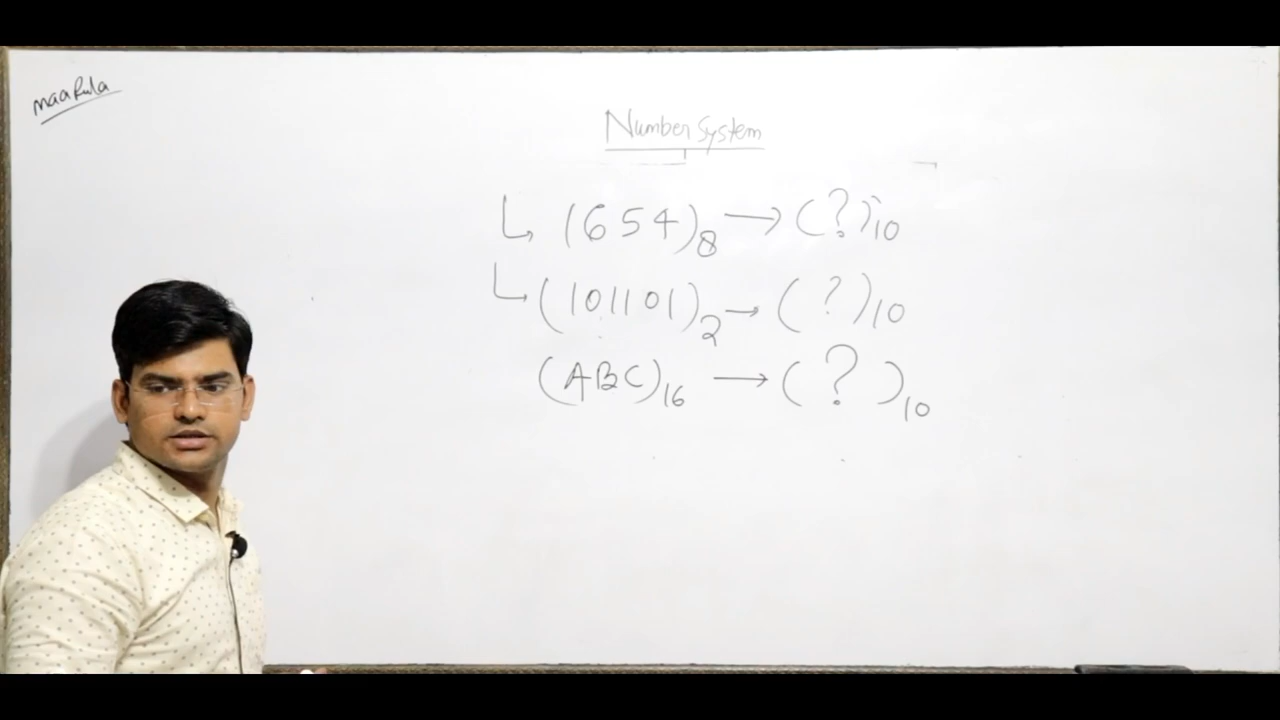 maarula
Number System
↳ (654)₈ → (?)₁₀
↳ (101101)₂ → (?)₁₀
(ABC)₁₆ → (?)₁₀